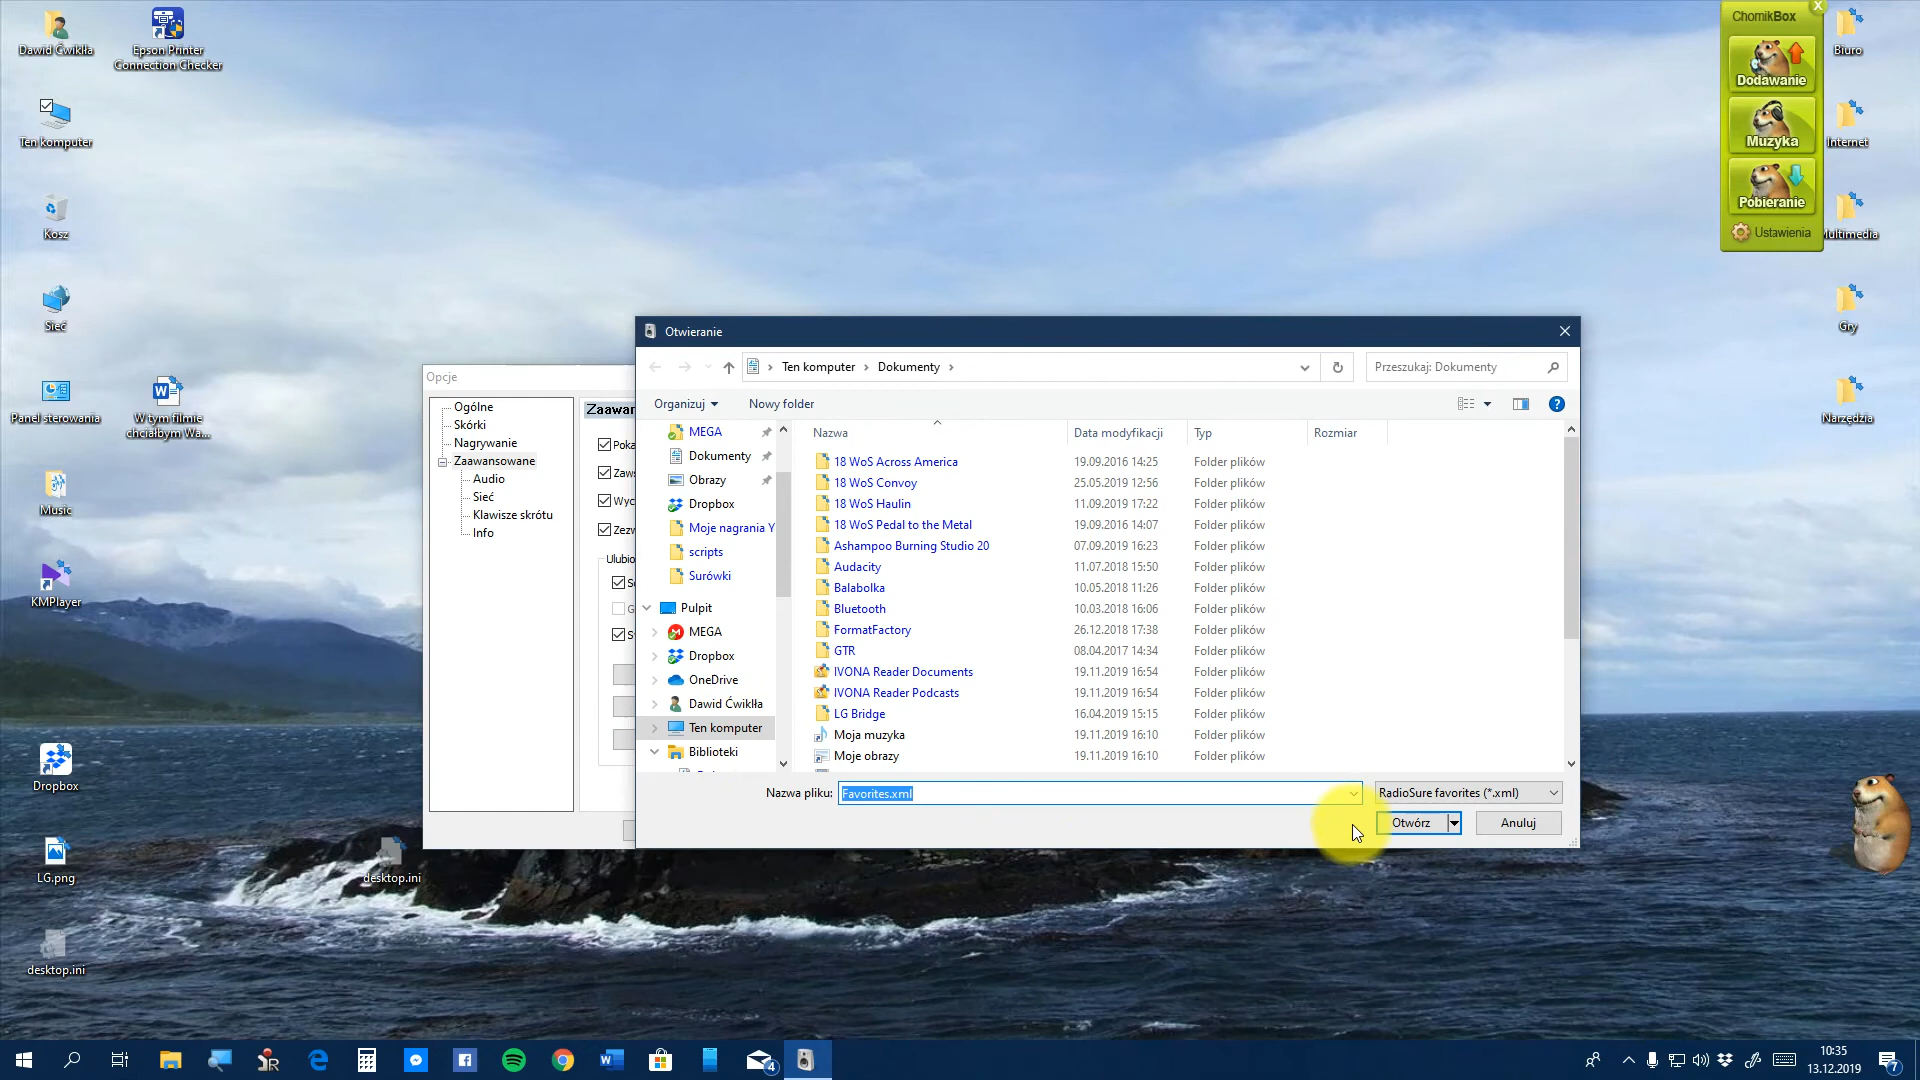 Dawid Ćwikłła
Epson Printer
Connection Checker
Ten komputer
Kosz
Sieć
Panel sterowania
W tym filmie
chciałbym Wa...
Music
KMPlayer
Dropbox
LG.png
desktop.ini
desktop.ini
ChomikBox
X
Dodawanie
Muzyka
Pobieranie
Ustawienia
Biuro
Internet
Multimedia
Gry
Narzędzia
Opcje
Ogólne
Skórki
Nagrywanie
Zaawansowane
Audio
Sieć
Klawisze skrótu
Info
Zaawar
Poka
Zaws
Wyc
Zezw
Ulubio
Otwieranie
Ten komputer
Dokumenty
Przeszukaj: Dokumenty
Organizuj
Nowy folder
MEGA
Dokumenty
Obrazy
Dropbox
Moje nagrania Y
scripts
Surówki
Pulpit
MEGA
Dropbox
OneDrive
Dawid Ćwikłła
Ten komputer
Biblioteki
Nazwa Data modyfikacji Typ Rozmiar
18 WoS Across America 19.09.2016 14:25 Folder plików
18 WoS Convoy 25.05.2019 12:56 Folder plików
18 WoS Haulin 11.09.2019 17:22 Folder plików
18 WoS Pedal to the Metal 19.09.2016 14:07 Folder plików
Ashampoo Burning Studio 20 07.09.2019 16:23 Folder plików
Audacity 11.07.2018 15:50 Folder plików
Balabolka 10.05.2018 11:26 Folder plików
Bluetooth 10.03.2018 16:06 Folder plików
FormatFactory 26.12.2018 17:38 Folder plików
GTR 08.04.2017 14:34 Folder plików
IVONA Reader Documents 19.11.2019 16:54 Folder plików
IVONA Reader Podcasts 19.11.2019 16:54 Folder plików
LG Bridge 16.04.2019 15:15 Folder plików
Moja muzyka 19.11.2019 16:10 Folder plików
Moje obrazy 19.11.2019 16:10 Folder plików
Nazwa pliku: Favorites.xml
RadioSure favorites (*.xml)
Otwórz
Anuluj
4
10:35
13.12.2019
7